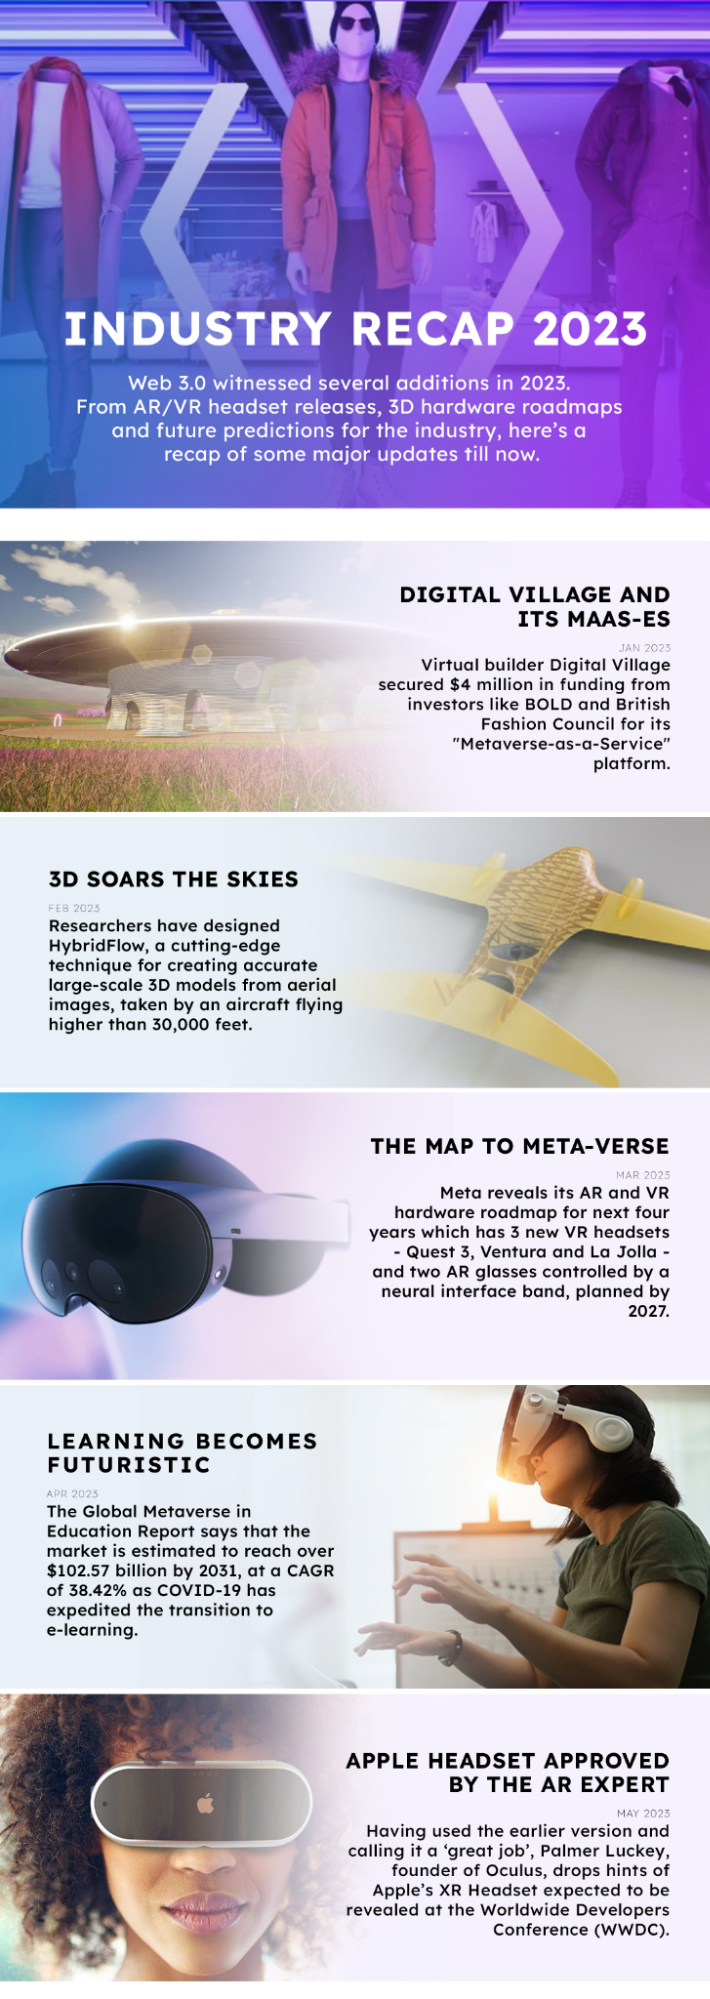 INDUSTRY RECAP 2023
Web 3.0 witnessed several additions in 2023.
From AR/VR headset releases, 3D hardware roadmaps
and future predictions for the industry, here's a
recap of some major updates till now.
DIGITAL VILLAGE AND
ITS MAAS-ES
JAN 2023
Virtual builder Digital Village
secured $4 million in funding from
investors like BOLD and British
Fashion Council for its
"Metaverse-as-a-Service"
platform.
3D SOARS THE SKIES
FEB 2023
Researchers have designed
HybridFlow, a cutting-edge
technique for creating accurate
large-scale 3D models from aerial
images, taken by an aircraft flying
higher than 30,000 feet.
THE MAP TO META-VERSE
MAR 2023
Meta reveals its AR and VR
hardware roadmap for next four
years which has 3 new VR headsets
- Quest 3, Ventura and La Jolla -
and two AR glasses controlled by a
neural interface band, planned by
2027.
LEARNING BECOMES
FUTURISTIC
APR 2023
The Global Metaverse in
Education Report says that the
market is estimated to reach over
$102.57 billion by 2031, at a CAGR
of 38.42% as COVID-19 has
expedited the transition to
e-learning.
APPLE HEADSET APPROVED
BY THE AR EXPERT
MAY 2023
Having used the earlier version and
calling it a ‘great job’, Palmer Luckey,
founder of Oculus, drops hints of
Apple's XR Headset expected to be
revealed at the Worldwide Developers
Conference (WWDC).